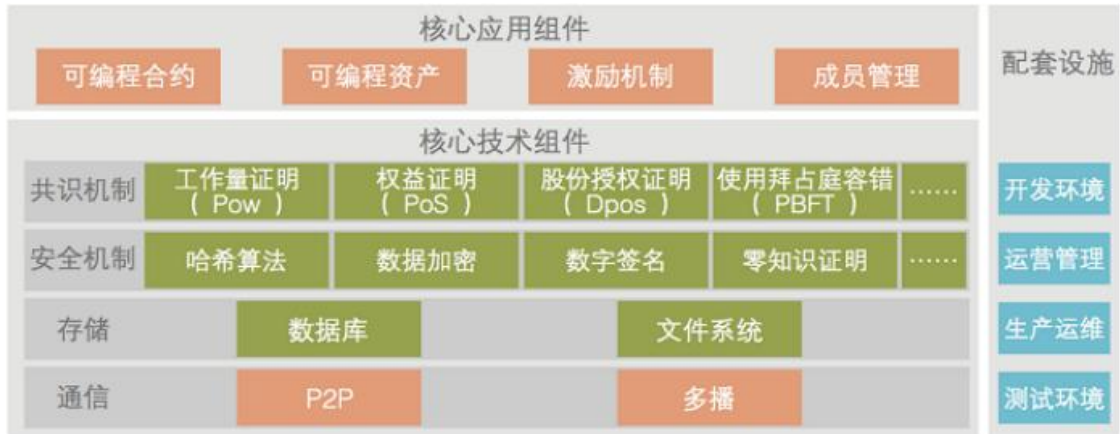 核心应用组件
可编程合约
可编程资产
激励机制
成员管理
核心技术组件
共识机制
工作量证明
( Pow )
权益证明
( PoS )
股份授权证明
( Dpos )
使用拜占庭容错
( PBFT )
……
安全机制
哈希算法
数据加密
数字签名
零知识证明
……
存储
数据库
文件系统
通信
P2P
多播
配套设施
开发环境
运营管理
生产运维
测试环境